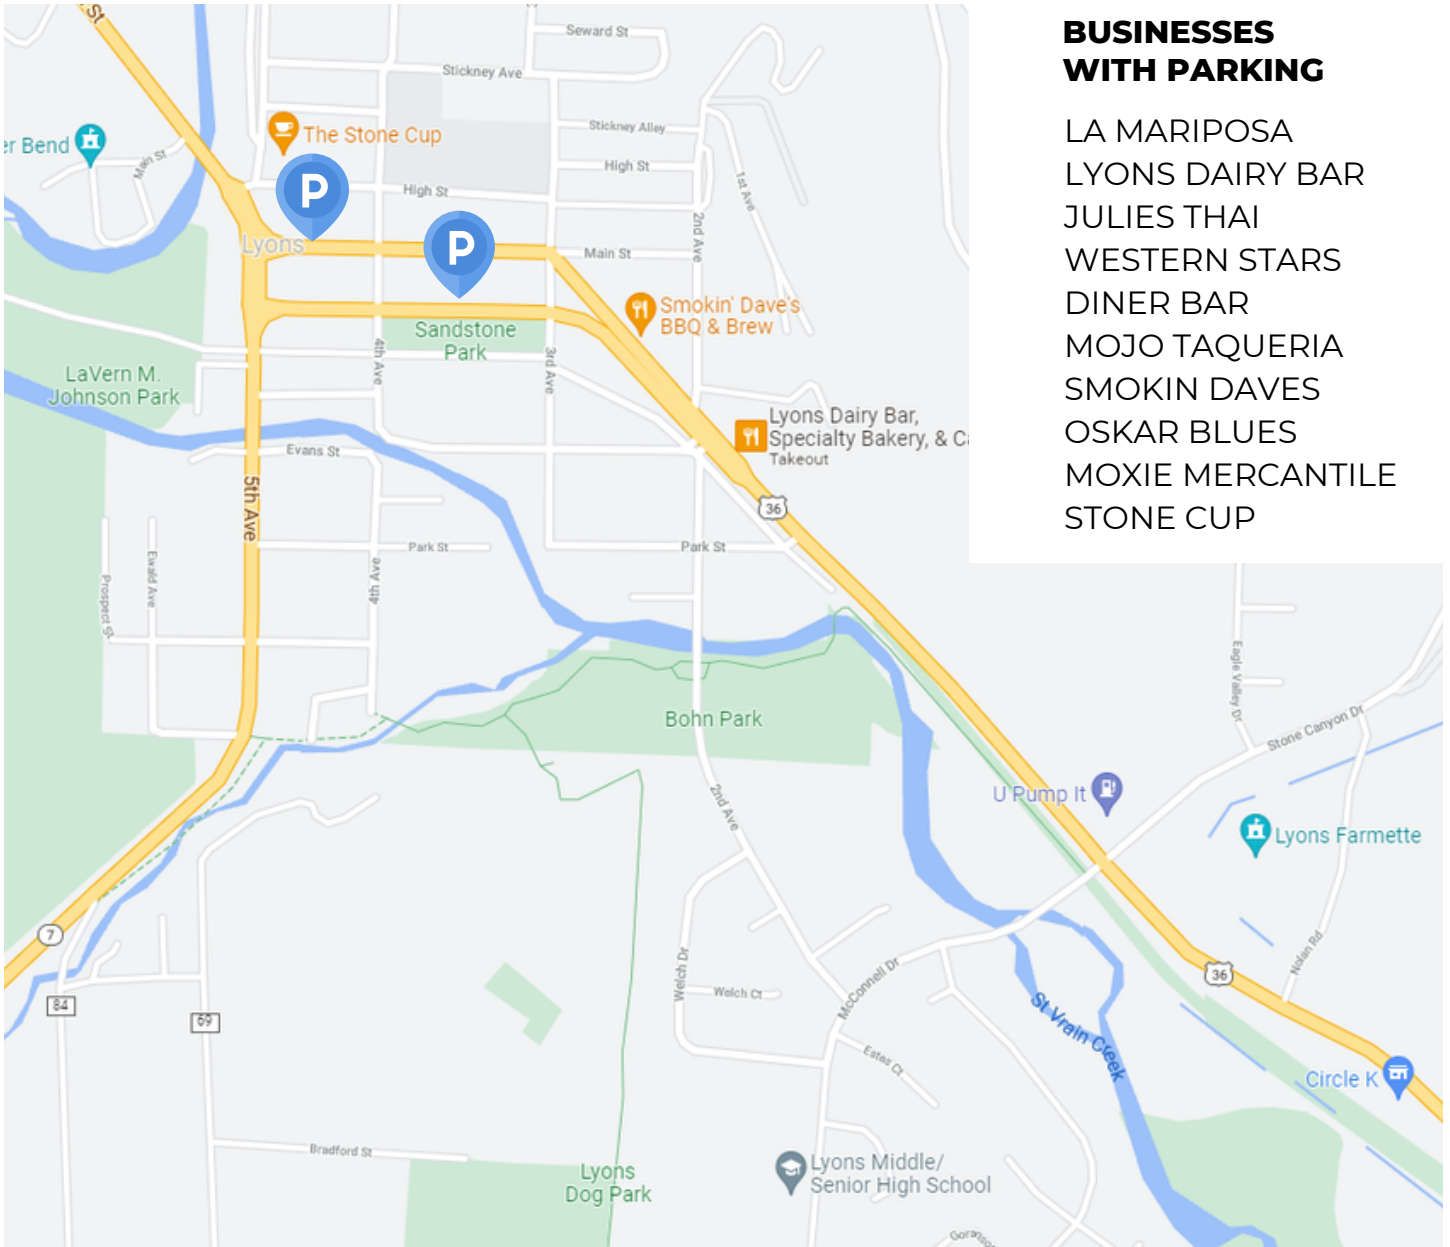 St
BUSINESSES
WITH PARKING
LA MARIPOSA
LYONS DAIRY BAR
JULIES THAI
WESTERN STARS
DINER BAR
MOJO TAQUERIA
SMOKIN DAVES
OSKAR BLUES
MOXIE MERCANTILE
STONE CUP
Seward St
Stickney Ave
Stickney Alley
The Stone Cup
er Bend
Main St
High St
High St
1st Ave
P
P
2nd Ave
Lyons
Main St
Smokin' Dave's
BBQ & Brew
Sandstone
Park
4th Ave
3rd Ave
LaVern M.
Johnson Park
Lyons Dairy Bar,
Specialty Bakery, & Ca
Takeout
Evans St
5th Ave
36
Park St
Park St
Ewald Ave
Prospect St
4th Ave
Eagle Valley Dr
Bohn Park
Stone Canyon Dr
U Pump It
2nd Ave
Lyons Farmette
7
Nolan Rd
36
Welch Dr
McConnell Dr
Welch Ct
84
69
St Vrain Creek
Estes Ct
Circle K
Bradford St
Lyons
Dog Park
Lyons Middle/
Senior High School